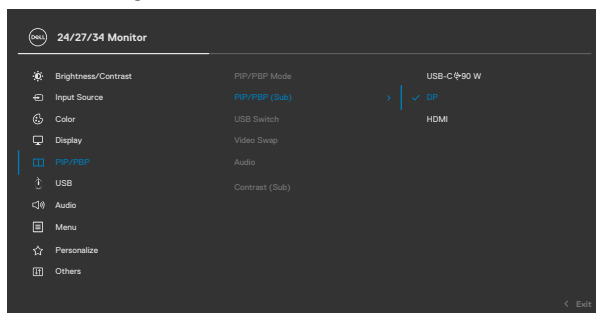 DELL
24/27/34 Monitor
Brightness/Contrast
Input Source
Color
Display
PIP/PBP
USB
Audio
Menu
Personalize
Others
PIP/PBP Mode
PIP/PBP (Sub)
USB Switch
Video Swap
Audio
Contrast (Sub)
USB-C 90 W
DP
HDMI
Exit